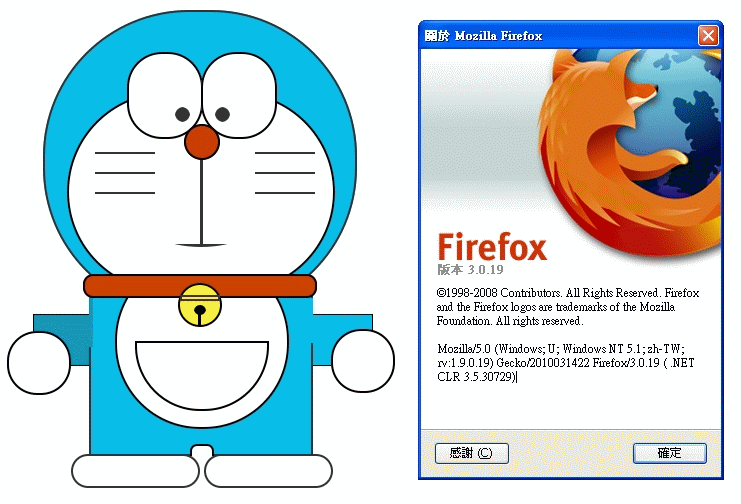 關於 Mozilla Firefox
Firefox
版本 3.0.19
©1998-2008 Contributors. All Rights Reserved. Firefox
and the Firefox logos are trademarks of the Mozilla
Foundation. All rights reserved.
Mozilla/5.0 (Windows; U; Windows NT 5.1; zh-TW;
rv:1.9.0.19) Gecko/2010031422 Firefox/3.0.19 ( .NET
CLR 3.5.30729)
感謝 (C)
確定